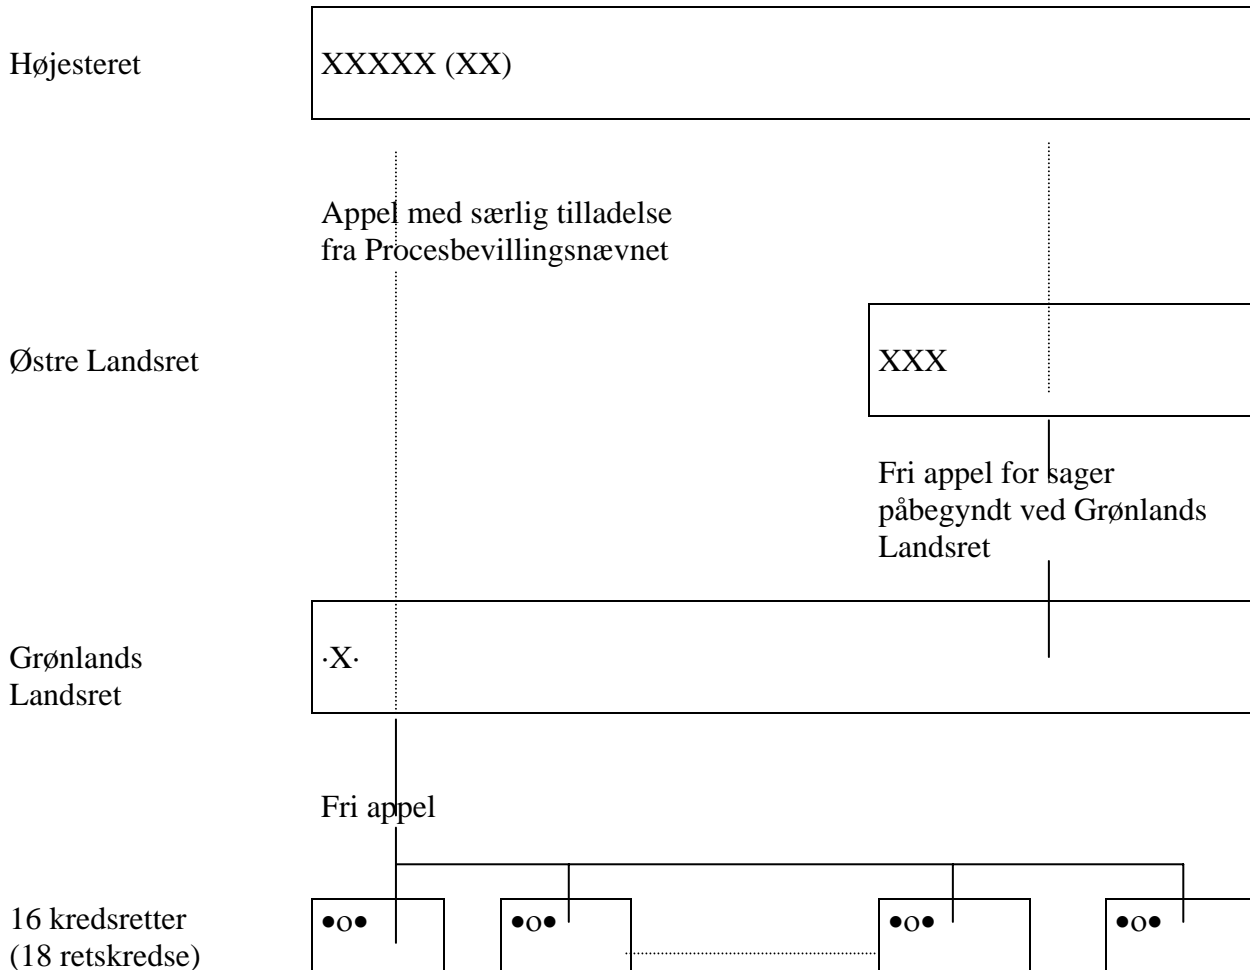 Højesteret
XXXXX (XX)
Appel med særlig tilladelse
fra Procesbevillingsnævnet
Østre Landsret
XXX
Fri appel for sager
påbegyndt ved Grønlands
Landsret
Grønlands
Landsret
·X·
Fri appel
16 kredsretter
(18 retskredse)
●o●
●o●
●o●
●o●